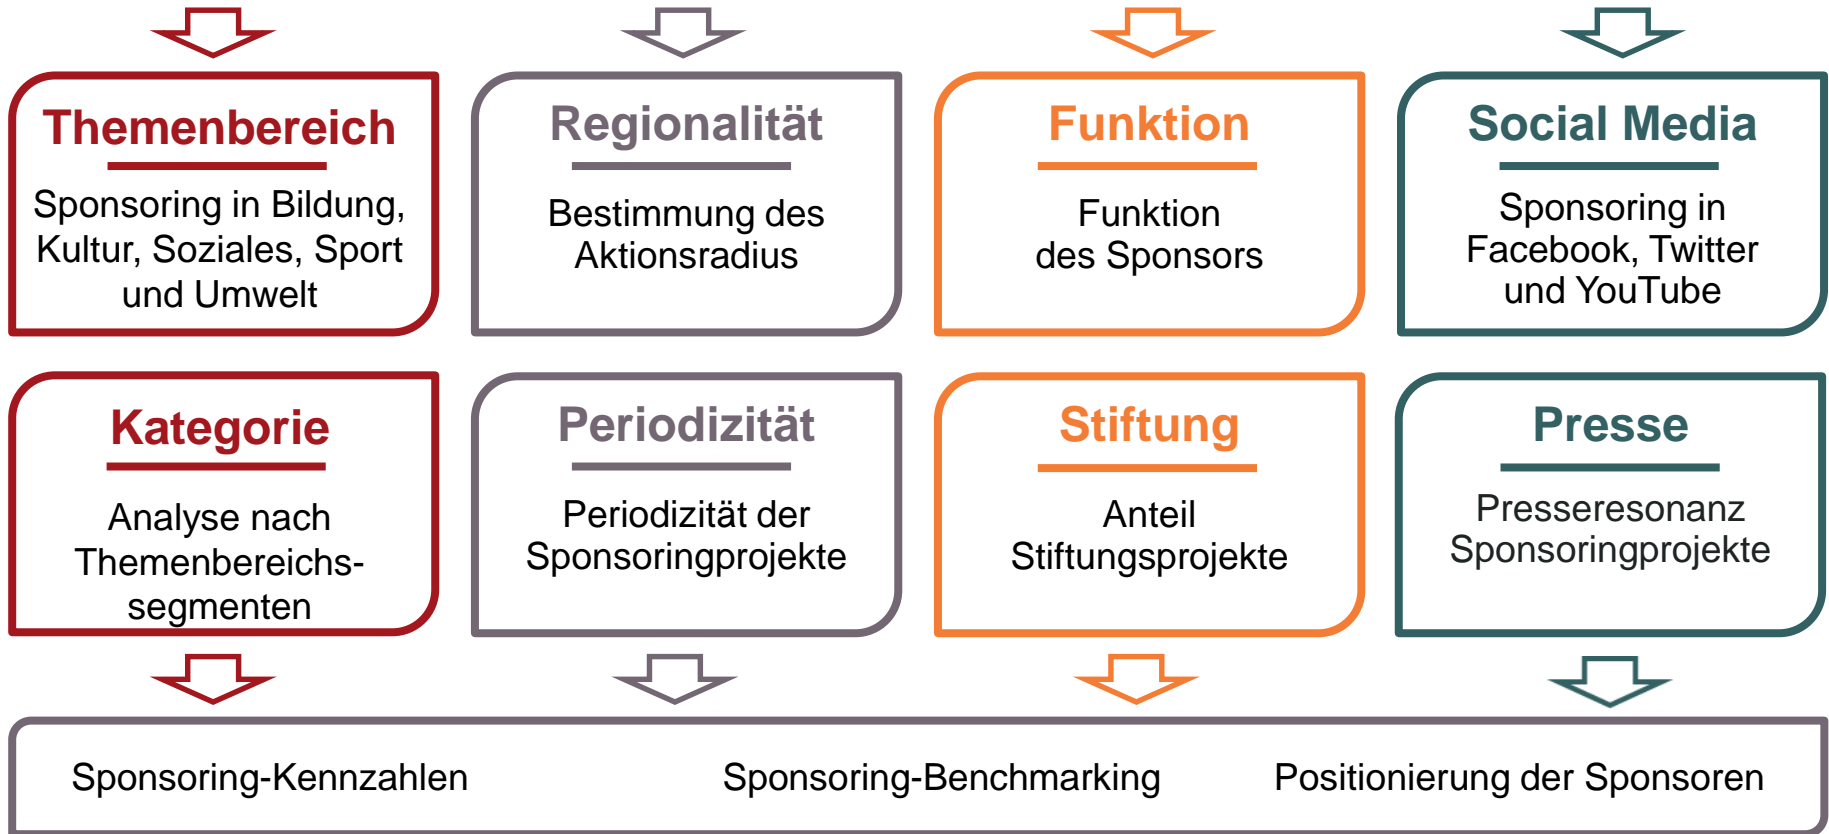 Themenbereich
Sponsoring in Bildung,
Kultur, Soziales, Sport
und Umwelt
Regionalität
Bestimmung des
Aktionsradius
Funktion
Funktion
des Sponsors
Social Media
Sponsoring in
Facebook, Twitter
und YouTube
Kategorie
Analyse nach
Themenbereichs-
segmenten
Periodizität
Periodizität der
Sponsoringprojekte
Stiftung
Anteil
Stiftungsprojekte
Presse
Presseresonanz
Sponsoringprojekte
Sponsoring-Kennzahlen
Sponsoring-Benchmarking
Positionierung der Sponsoren